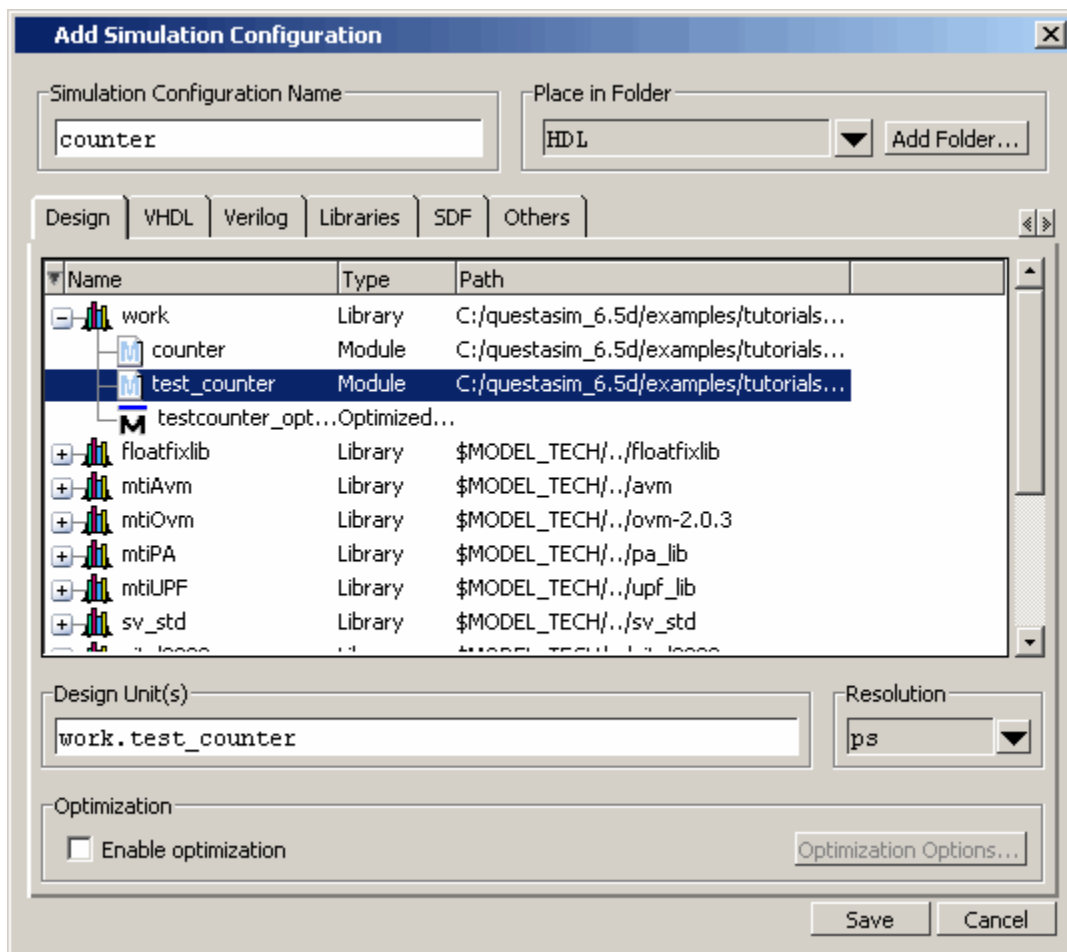 Add Simulation Configuration
Simulation Configuration Name
Place in Folder
counter
HDL
Add Folder...
Design VHDL Verilog Libraries SDF Others
Name Type Path
work Library C:/questasim_6.5d/examples/tutorials...
counter Module C:/questasim_6.5d/examples/tutorials...
test_counter Module C:/questasim_6.5d/examples/tutorials...
testcounter_opt...Optimized...
floatfixlib Library $MODEL_TECH/../floatfixlib
mtiAvm Library $MODEL_TECH/../avm
mtiOvm Library $MODEL_TECH/../ovm-2.0.3
mtiPA Library $MODEL_TECH/../pa_lib
mtiUPF Library $MODEL_TECH/../upf_lib
sv_std Library $MODEL_TECH/../sv_std
Design Unit(s)
Resolution
work.test_counter
ps
Optimization
Enable optimization
Optimization Options...
Save Cancel